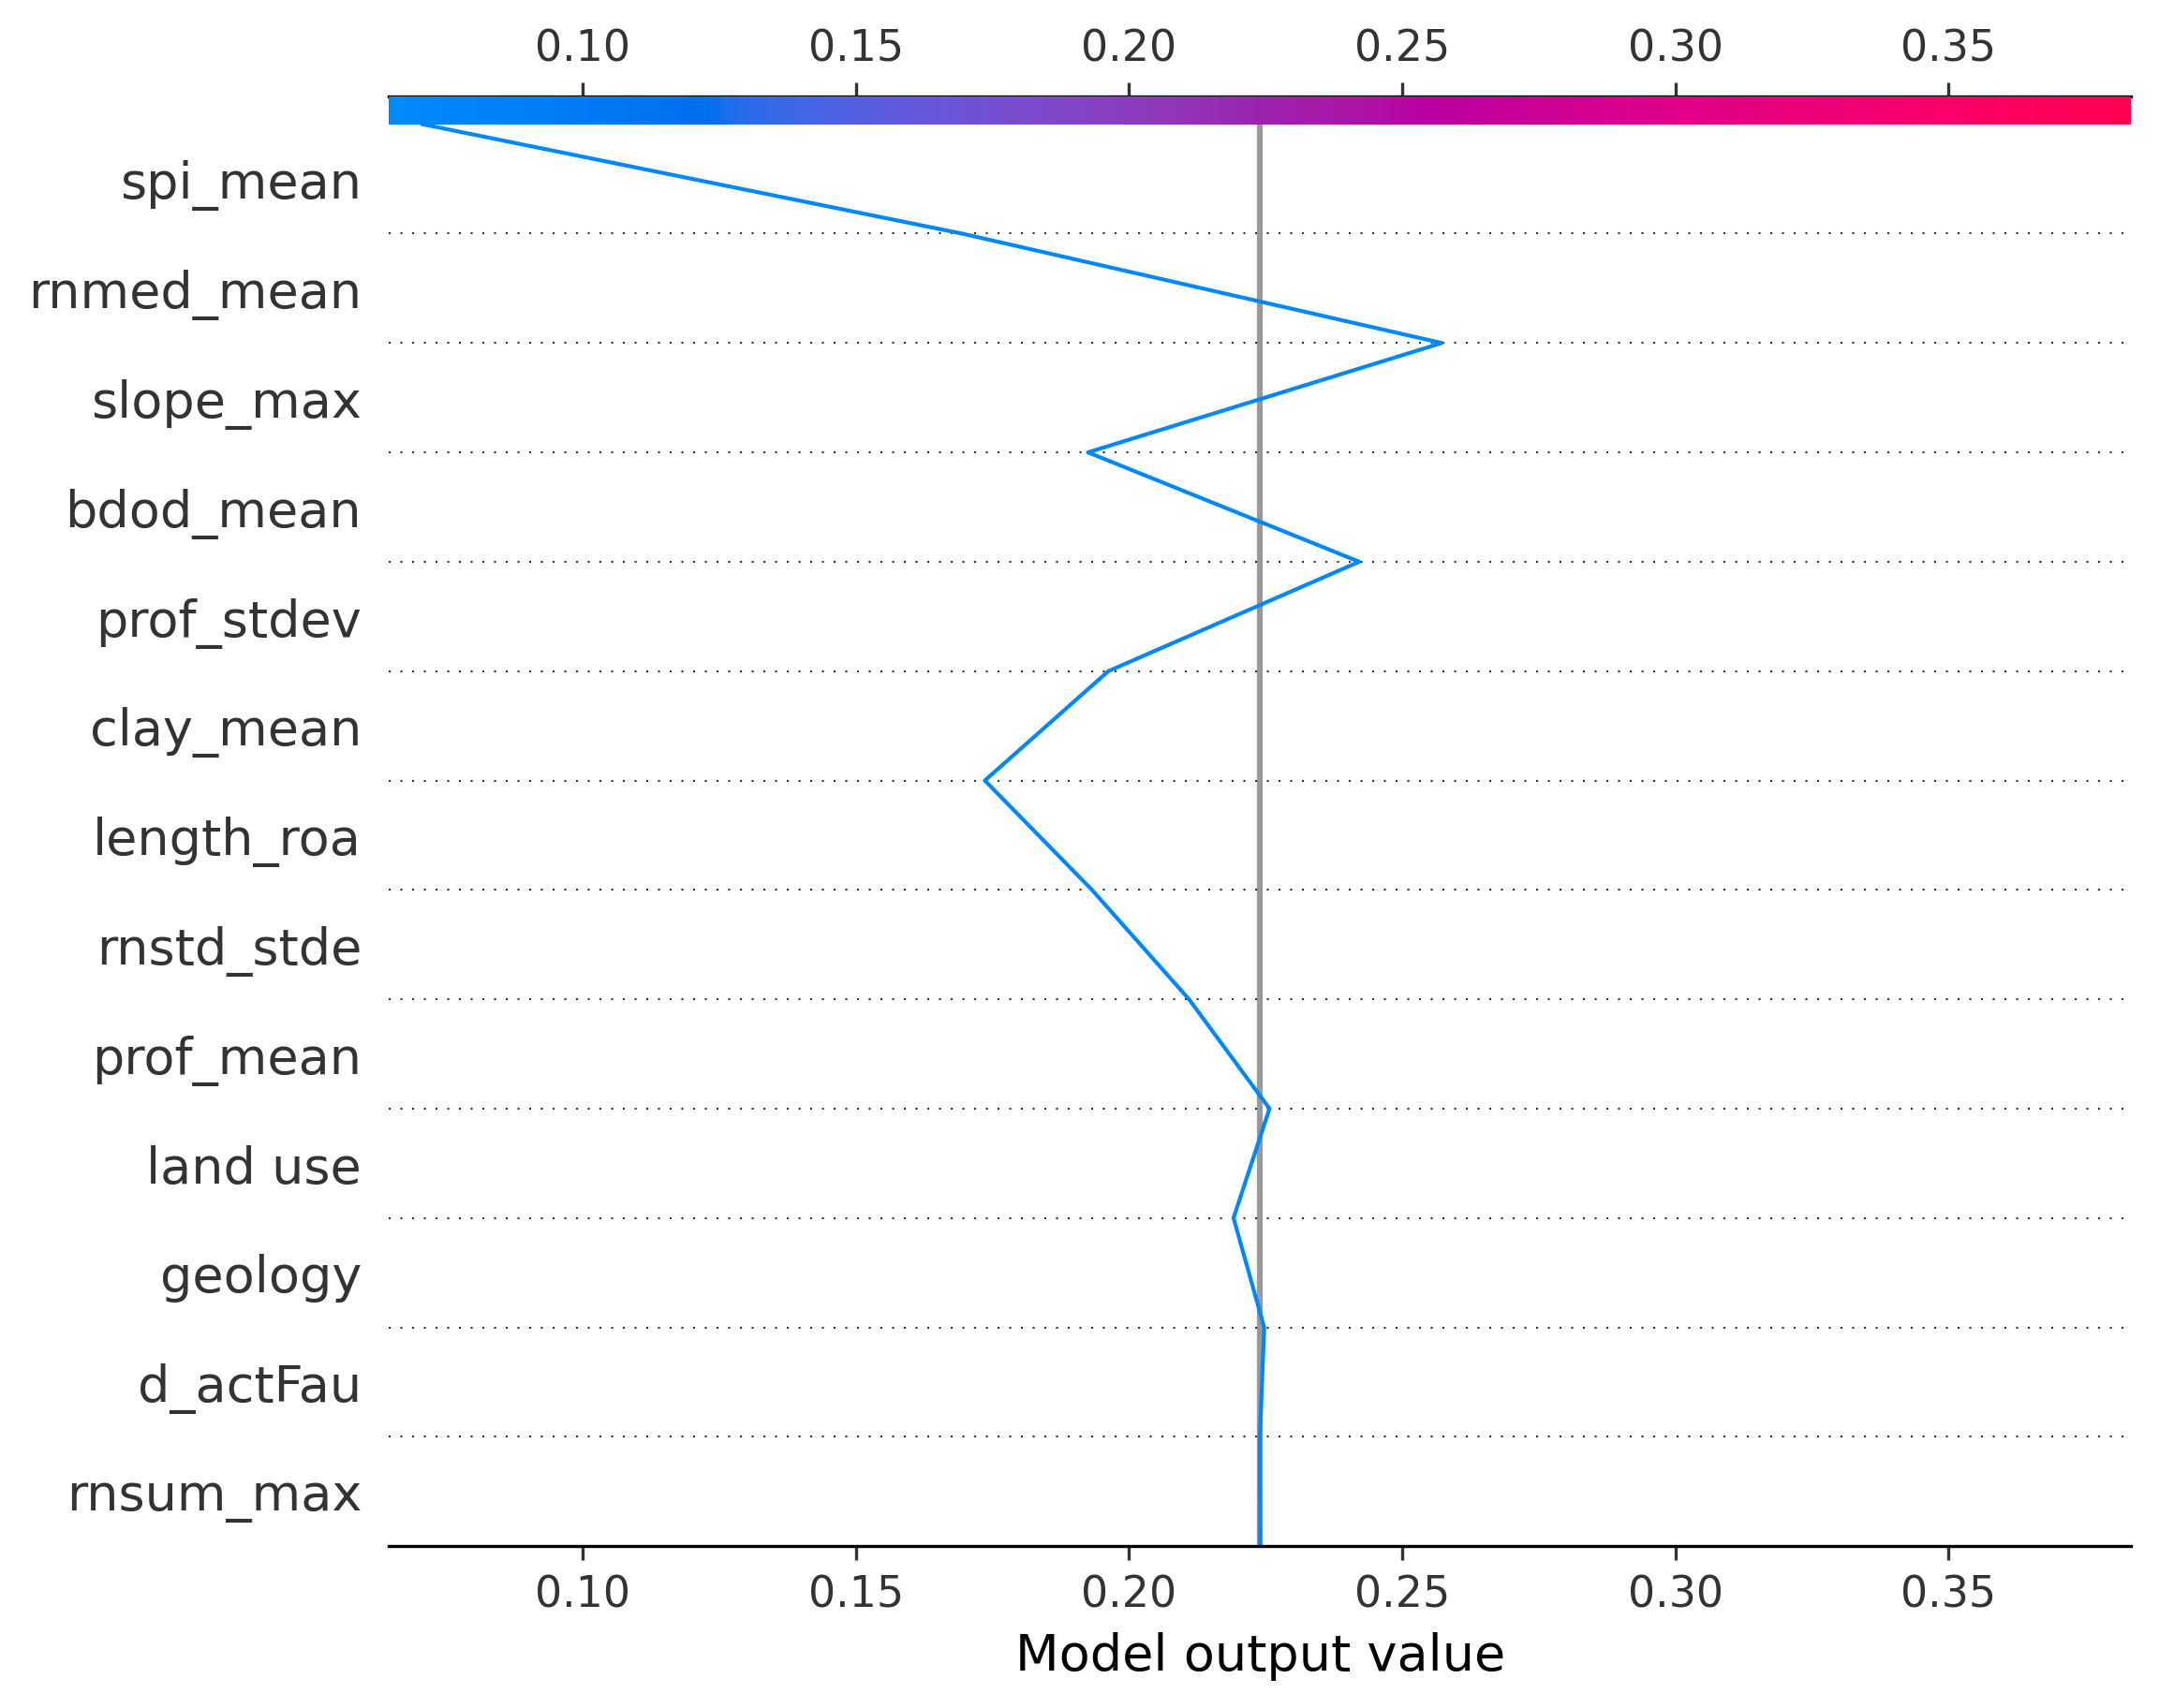 0.10 0.15 0.20 0.25 0.30 0.35
spi_mean
rnmed_mean
slope_max
bdod_mean
prof_stdev
clay_mean
length_roa
rnstd_stde
prof_mean
land use
geology
d_actFau
rnsum_max
0.10 0.15 0.20 0.25 0.30 0.35
Model output value